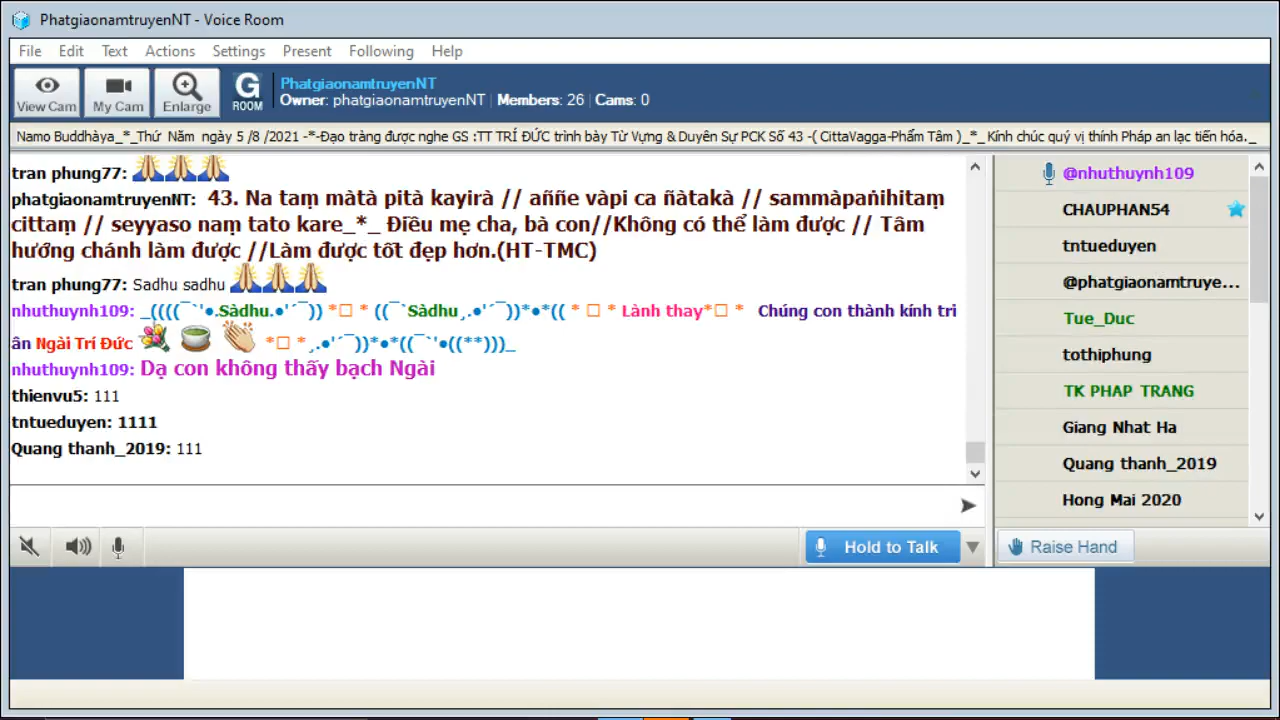 PhatgiaonamtruyenNT - Voice Room
File Edit Text Actions Settings Present Following Help
View Cam My Cam Enlarge G ROOM
PhatgiaonamtruyenNT
Owner: phatgiaonamtruyenNT | Members: 26 | Cams: 0
Namo Buddhàya_*_Thứ Năm ngày 5 /8 /2021 -*-Đạo tràng được nghe GS :TT TRÍ ĐỨC trình bày Từ Vựng & Duyên Sự PCK Số 43 -( CittaVagga-Phẩm Tâm )_*_ Kính chúc quý vị thính Pháp an lạc tiến hóa._
tran phung77: 🙏🙏🙏
phatgiaonamtruyenNT: 43. Na taṃ màtà pità kayirà // aññe vàpi ca ñàtakà // sammàpaṅihitaṃ
cittaṃ // seyyaso naṃ tato kare_*_ Điều mẹ cha, bà con//Không có thể làm được // Tâm
hướng chánh làm được //Làm được tốt đẹp hơn.(HT-TMC)
tran phung77: Sadhu sadhu 🙏🙏🙏
nhuthuynh109: _((((¯`'●.Sàdhu.●'´¯)) *□ * ((¯`Sàdhu¸.●'´¯))*●*(( * □ * Lành thay*□ * Chúng con thành kính tri
ân Ngài Trí Đức 💐🍵👏 *□ *¸.●'´¯))*●*((¯`'●((**)))_
nhuthuynh109: Dạ con không thấy bạch Ngài
thienvu5: 111
tntueduyen: 1111
Quang thanh_2019: 111
@nhuthuynh109
CHAUPHAN54
tntueduyen
@phatgiaonamtruye...
Tue_Duc
tothiphung
TK PHAP TRANG
Giang Nhat Ha
Quang thanh_2019
Hong Mai 2020
Hold to Talk
Raise Hand